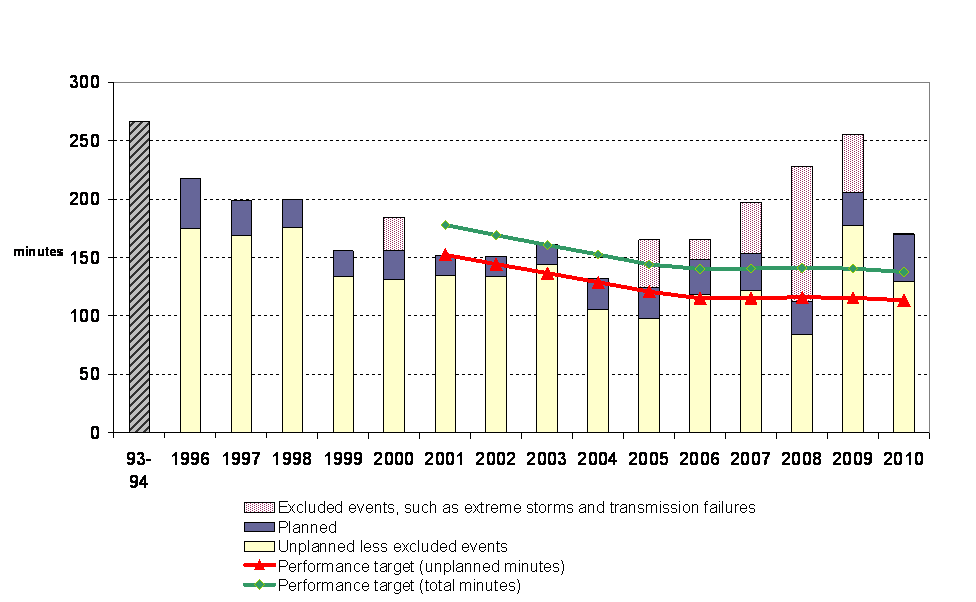 300
250
200
minutes
150
100
50
0
93-
94
1996 1997 1998 1999 2000 2001 2002 2003 2004 2005 2006 2007 2008 2009 2010
Excluded events, such as extreme storms and transmission failures
Planned
Unplanned less excluded events
Performance target (unplanned minutes)
Performance target (total minutes)